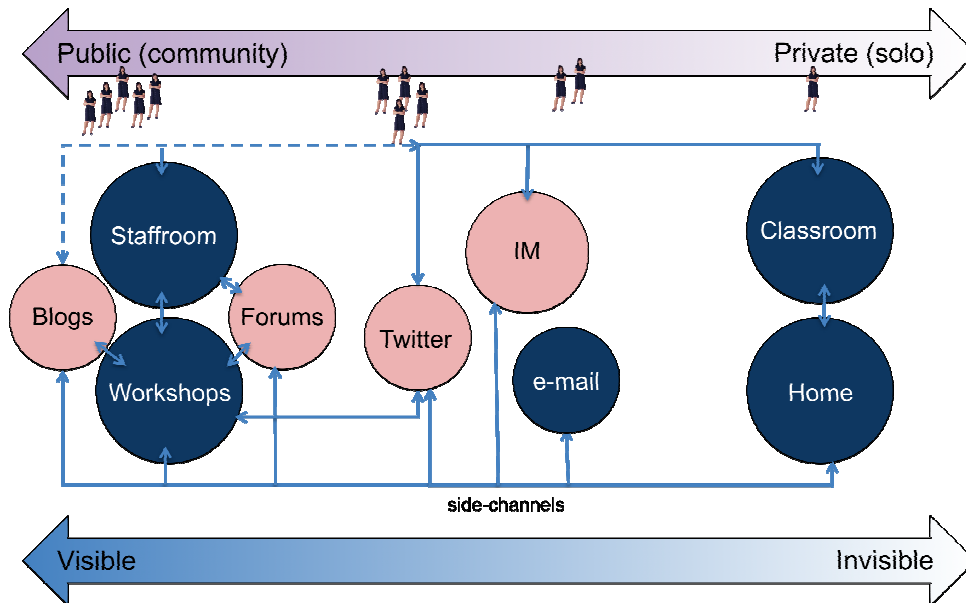 Public (community)
Private (solo)
Staffroom
Classroom
IM
Blogs
Forums
Twitter
e-mail
Workshops
Home
side-channels
Visible
Invisible